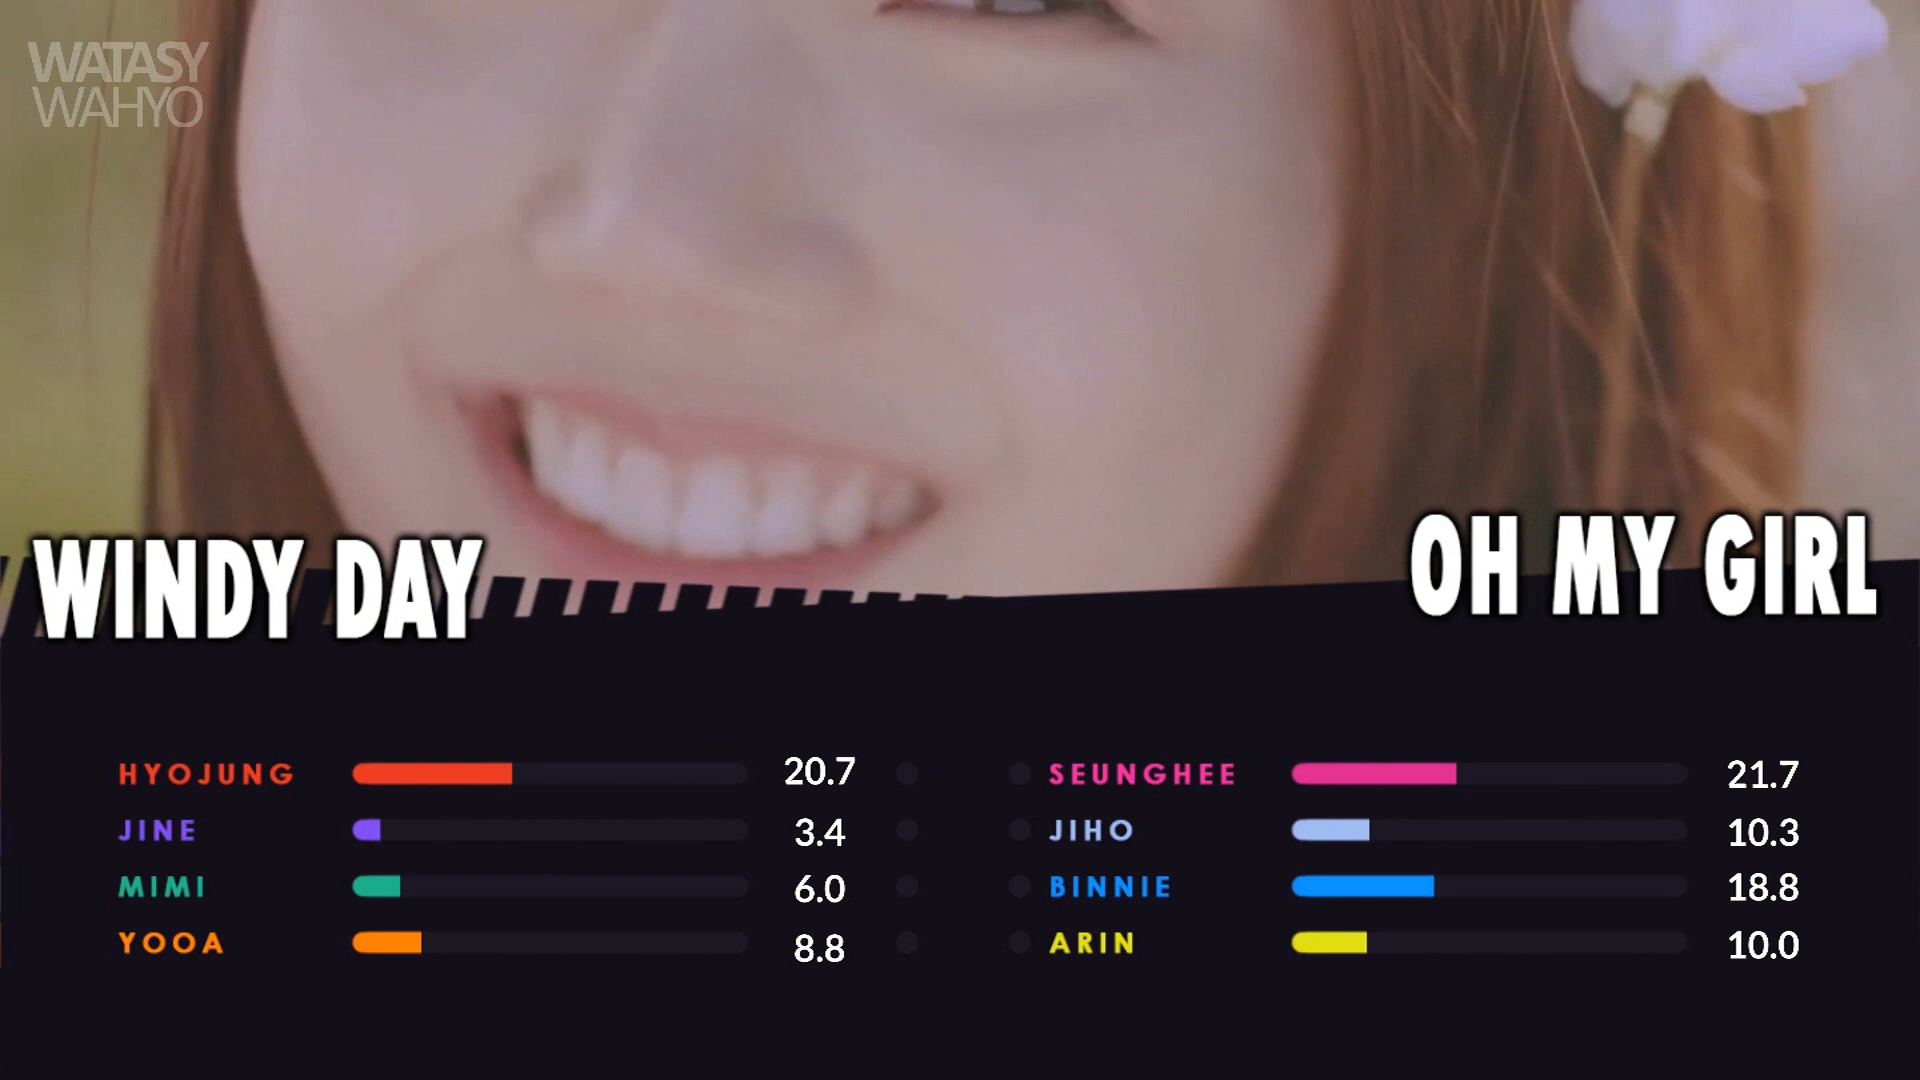 WATASY
WAHYO
WINDY DAY
OH MY GIRL
HYOJUNG 20.7
SEUNGHEE 21.7
JINE 3.4
JIHO 10.3
MIMI 6.0
BINNIE 18.8
YOOA 8.8
ARIN 10.0